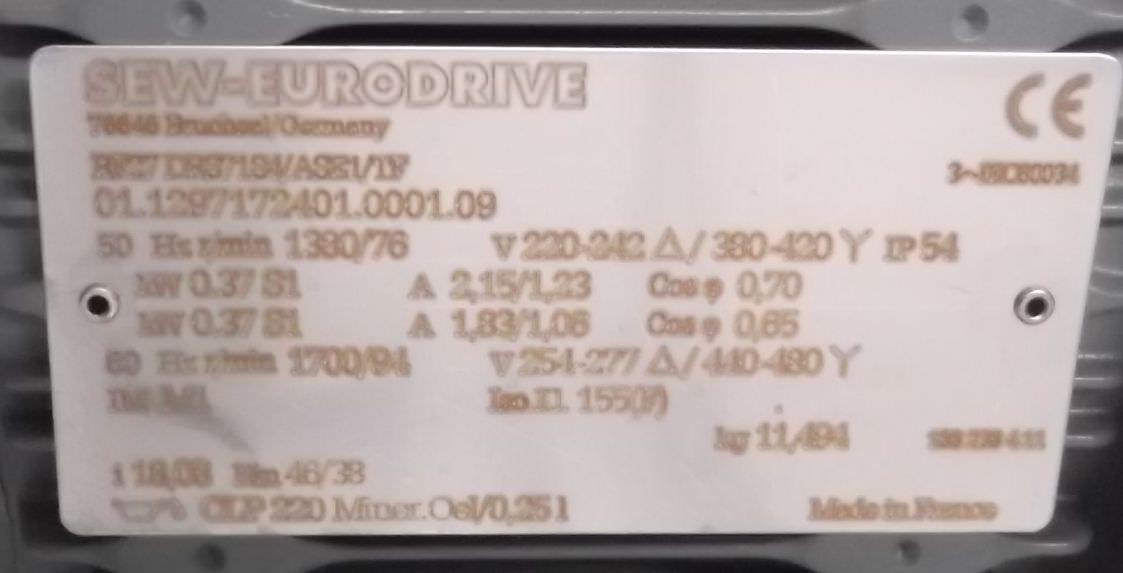 SEW-EURODRIVE
76646 Bruchsal/Germany
CE
3~IEC60034
01.1297172401.0001.09
50 Hz r/min 1380/76 V 220-242 Δ/380-420 Y IP 54
kW 0.37 S1 A 2,15/1,23 Cos φ 0,70
kW 0.37 S1 A 1,83/1,06 Cos φ 0,65
60 Hz r/min 1700/94 V 254-277 Δ/440-480 Y
IM M1 Iso.Kl. 155(F)
kg 11,494
i 18,08 Nm 46/38
CLP 220 Miner.Oel/0,25 l
Made in France